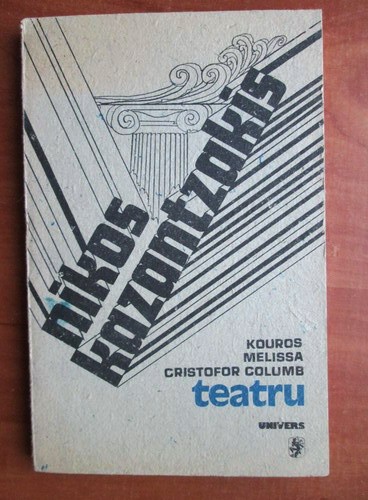 nikos
kazantzakis
KOUROS
MELISSA
CRISTOFOR COLUMB
teatru
UNIVERS